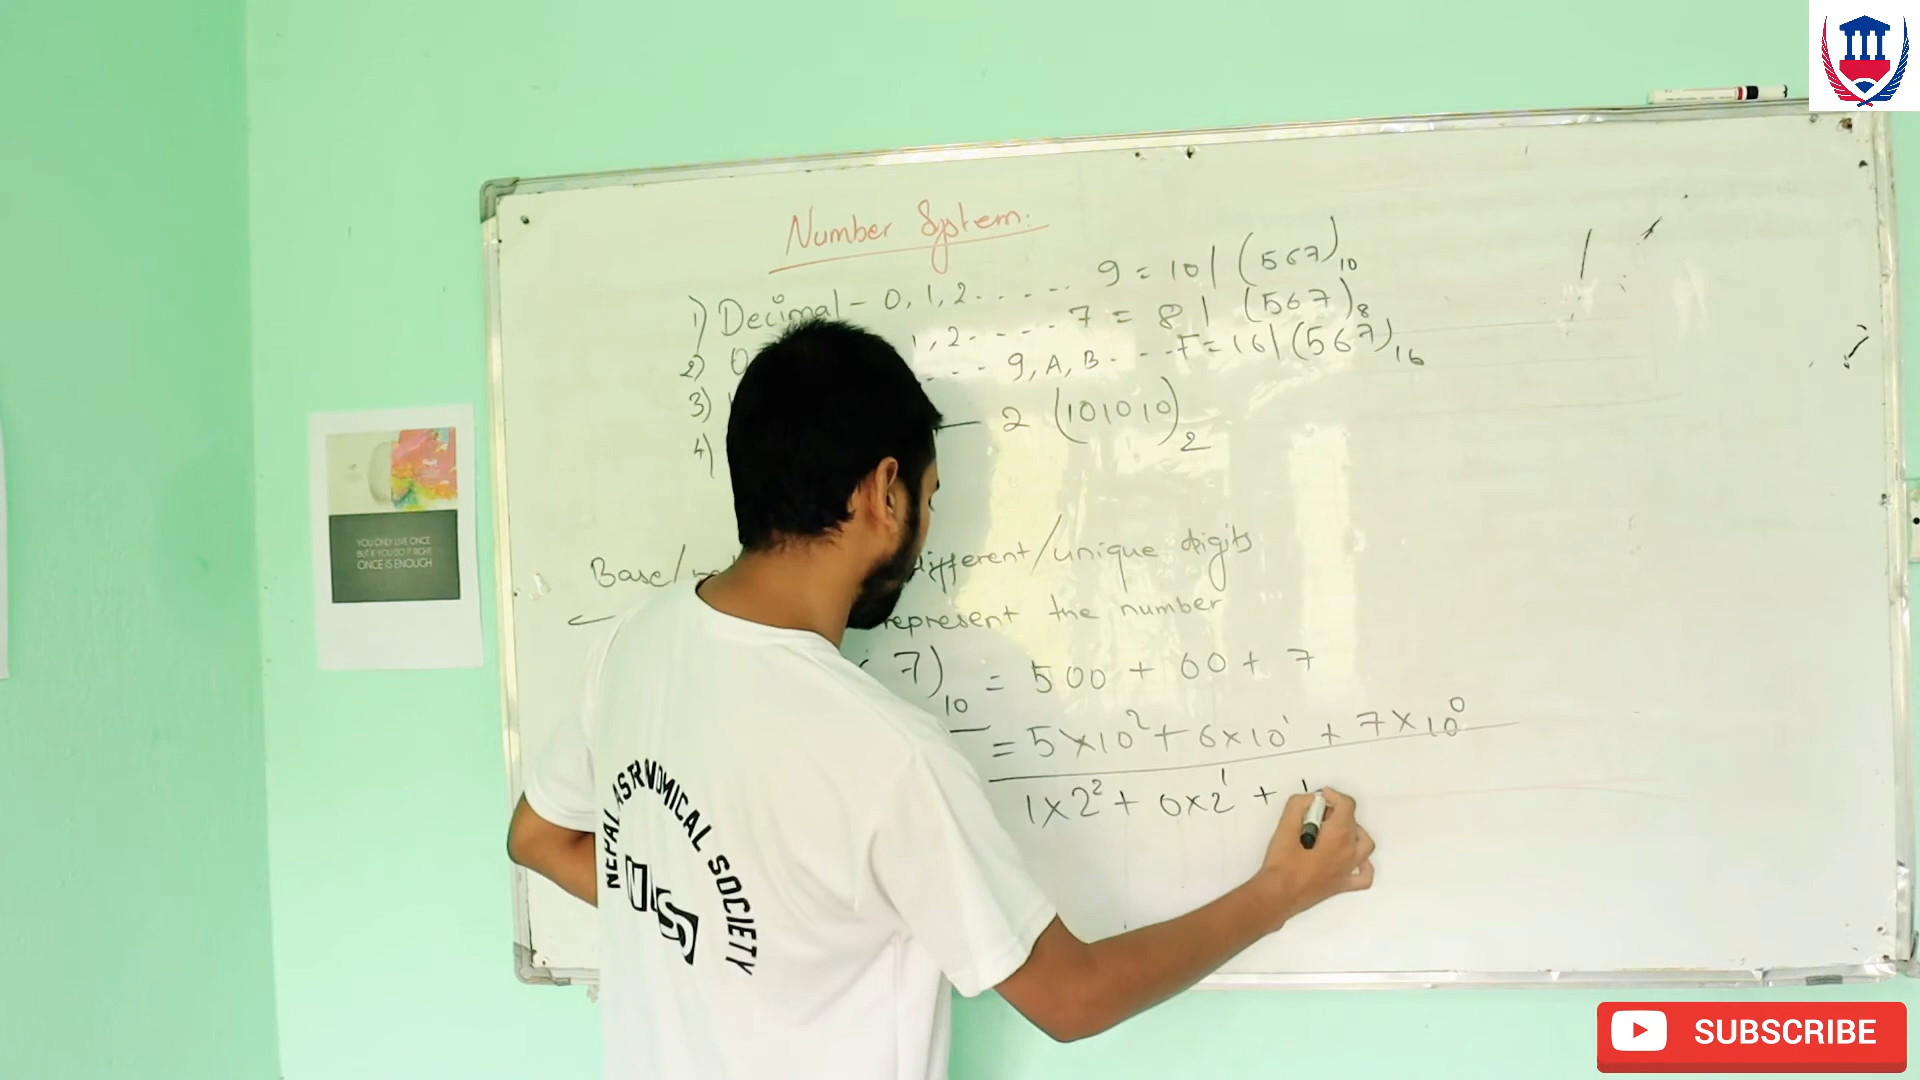 Number System:
1) Decimal - 0, 1, 2 . . . . . . 9 = 10 | (567)10
2) O , 1, 2 - . . . . 7 = 8 | (567)8
3) . - - - 9, A, B - . . - F = 16 | (567)16
4) — 2 (101010)2
Base/ different/unique digits
← represent the number
7)10 = 500 + 60 + 7
= 5×10² + 6×10¹ + 7×10⁰
1×2² + 0×2¹ + 1
YOU ONLY LIVE ONCE
BUT IF YOU DO IT RIGHT
ONCE IS ENOUGH
NEPAL ASTRONOMICAL SOCIETY
NAS
SUBSCRIBE